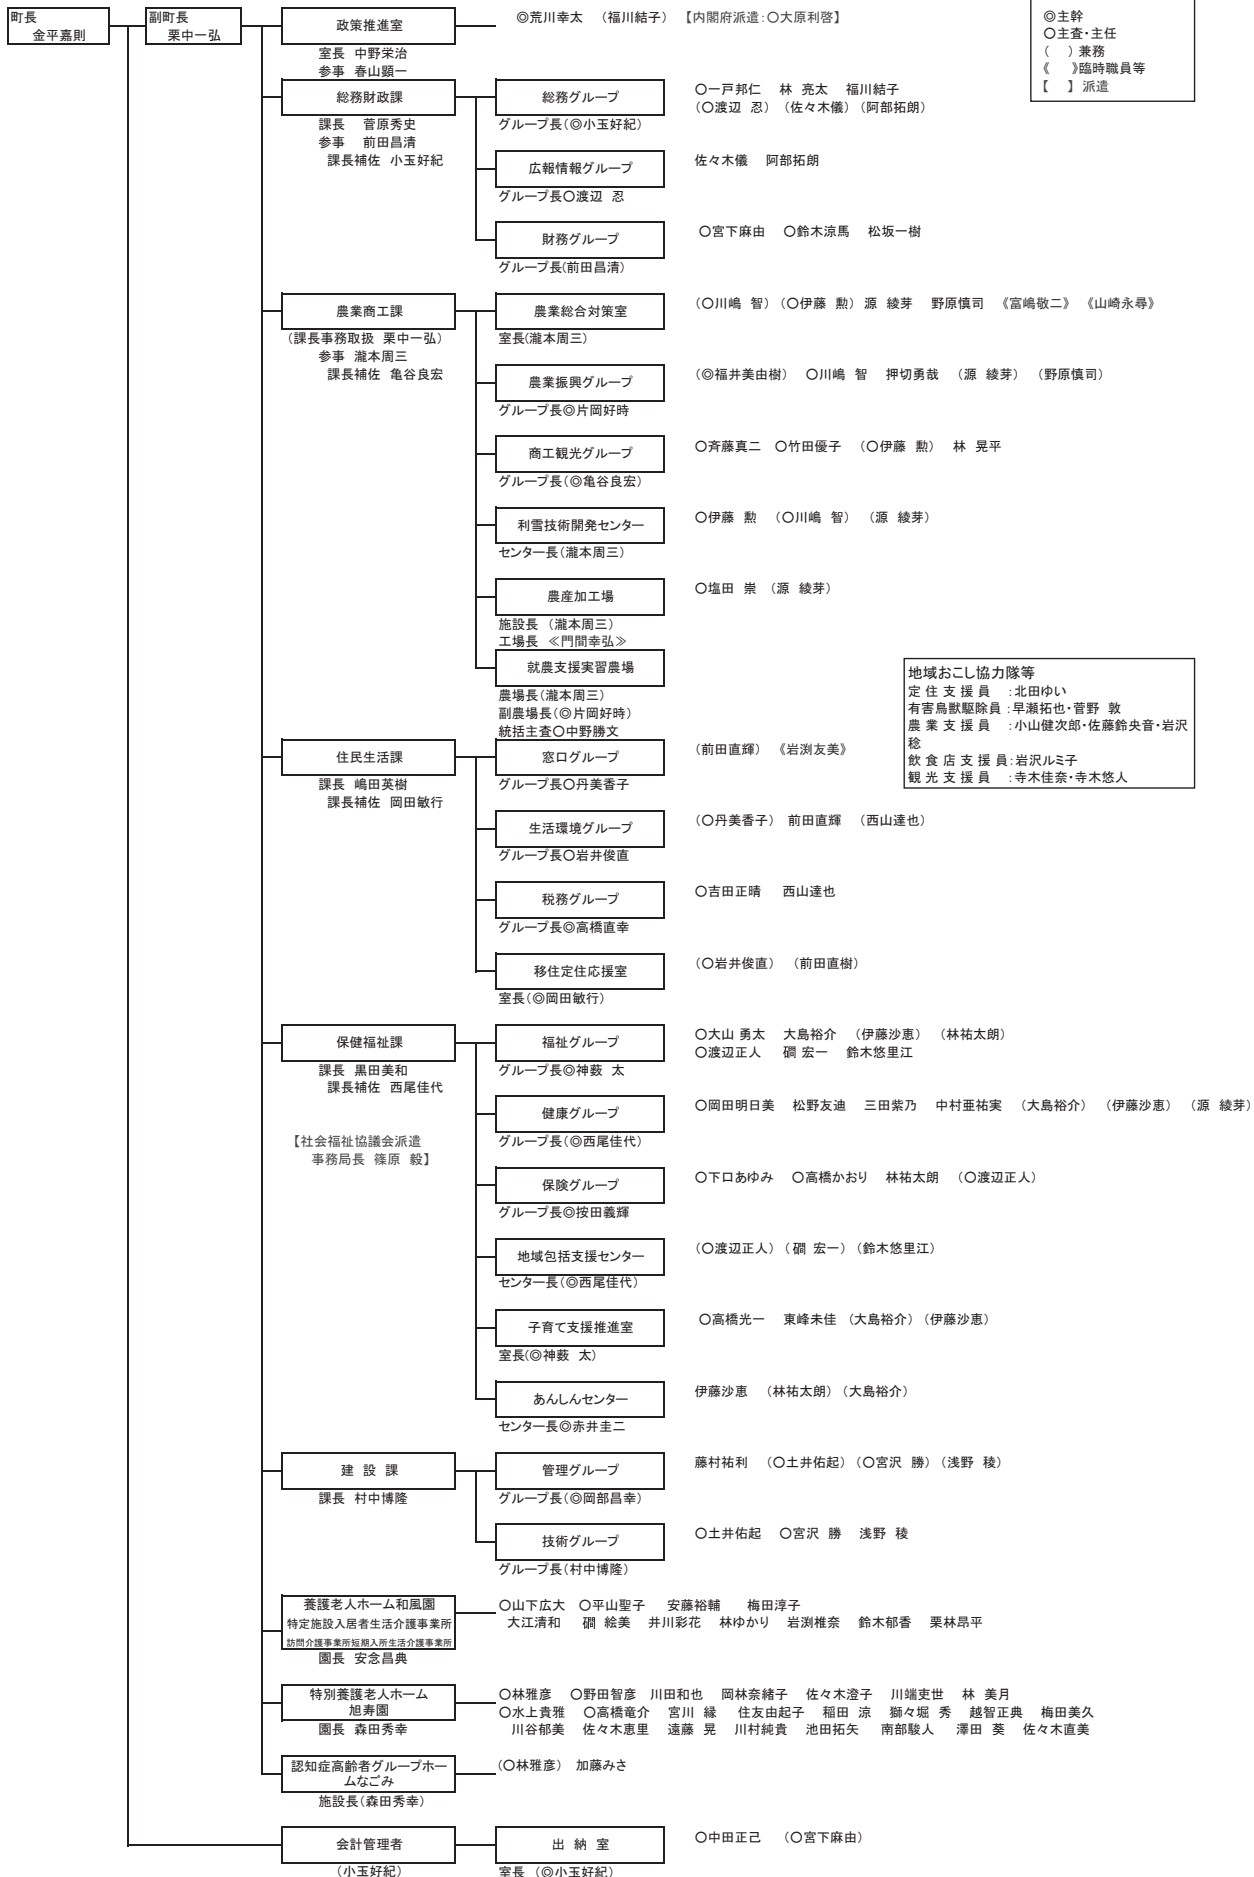 町長
金平嘉則
副町長
栗中一弘
政策推進室
室長 中野栄治
参事 春山顕一
◎荒川幸太 （福川結子） 【内閣府派遣：〇大原利啓】
◎主幹
〇主査・主任
（ ）兼務
《 》臨時職員等
【 】派遣
総務財政課
課長 菅原秀史
参事 前田昌清
課長補佐 小玉好紀
総務グループ
グループ長（◎小玉好紀）
〇一戸邦仁 林 亮太 福川結子
（〇渡辺 忍）（佐々木儀）（阿部拓朗）
広報情報グループ
グループ長〇渡辺 忍
佐々木儀 阿部拓朗
財務グループ
グループ長（前田昌清）
〇宮下麻由 〇鈴木涼馬 松坂一樹
農業商工課
（課長事務取扱 栗中一弘）
参事 瀧本周三
課長補佐 亀谷良宏
農業総合対策室
室長（瀧本周三）
（〇川嶋 智）（〇伊藤 勲）源 綾芽 野原慎司 《富嶋敬二》 《山崎永尋》
農業振興グループ
グループ長◎片岡好時
（◎福井美由樹） 〇川嶋 智 押切勇哉 （源 綾芽） （野原慎司）
商工観光グループ
グループ長（◎亀谷良宏）
〇斉藤真二 〇竹田優子 （〇伊藤 勲） 林 晃平
利雪技術開発センター
センター長（瀧本周三）
〇伊藤 勲 （〇川嶋 智） （源 綾芽）
農産加工場
施設長 （瀧本周三）
工場長 ≪門間幸弘≫
〇塩田 崇 （源 綾芽）
就農支援実習農場
農場長（瀧本周三）
副農場長（◎片岡好時）
統括主査〇中野勝文
地域おこし協力隊等
定住支援員 ：北田ゆい
有害鳥獣駆除員：早瀬拓也・菅野 敦
農業支援員 ：小山健次郎・佐藤鈴央音・岩沢
稔
飲食店支援員：岩沢ルミ子
観光支援員 ：寺木佳奈・寺木悠人
住民生活課
課長 嶋田英樹
課長補佐 岡田敏行
窓口グループ
グループ長〇丹美香子
（前田直輝） 《岩渕友美》
生活環境グループ
グループ長〇岩井俊直
（〇丹美香子） 前田直輝 （西山達也）
税務グループ
グループ長◎高橋直幸
〇吉田正晴 西山達也
移住定住応援室
室長（◎岡田敏行）
（〇岩井俊直） （前田直樹）
保健福祉課
課長 黒田美和
課長補佐 西尾佳代
【社会福祉協議会派遣
事務局長 篠原 毅】
福祉グループ
グループ長◎神薮 太
〇大山 勇太 大島裕介 （伊藤沙恵） （林祐太朗）
〇渡辺正人 磵 宏一 鈴木悠里江
健康グループ
グループ長（◎西尾佳代）
〇岡田明日美 松野友迪 三田紫乃 中村亜祐実 （大島裕介） （伊藤沙恵） （源 綾芽）
保険グループ
グループ長◎按田義輝
〇下口あゆみ 〇高橋かおり 林祐太朗 （〇渡辺正人）
地域包括支援センター
センター長（◎西尾佳代）
（〇渡辺正人）（磵 宏一）（鈴木悠里江）
子育て支援推進室
室長（◎神薮 太）
〇高橋光一 東峰未佳 （大島裕介）（伊藤沙恵）
あんしんセンター
センター長◎赤井圭二
伊藤沙恵 （林祐太朗）（大島裕介）
建 設 課
課長 村中博隆
管理グループ
グループ長（◎岡部昌幸）
藤村祐利 （〇土井佑起）（〇宮沢 勝）（浅野 稜）
技術グループ
グループ長（村中博隆）
〇土井佑起 〇宮沢 勝 浅野 稜
養護老人ホーム和風園
特定施設入居者生活介護事業所
訪問介護事業所短期入所生活介護事業所
園長 安念昌典
〇山下広大 〇平山聖子 安藤裕輔 梅田淳子
大江清和 磵 絵美 井川彩花 林ゆかり 岩渕椎奈 鈴木郁香 栗林昂平
特別養護老人ホーム
旭寿園
園長 森田秀幸
〇林雅彦 〇野田智彦 川田和也 岡林奈緒子 佐々木澄子 川端吏世 林 美月
〇水上貴雅 〇高橋竜介 宮川 縁 住友由起子 稲田 涼 獅々堀 秀 越智正典 梅田美久
川谷郁美 佐々木恵里 遠藤 晃 川村純貴 池田拓矢 南部駿人 澤田 葵 佐々木直美
認知症高齢者グループホー
ムなごみ
施設長（森田秀幸）
（〇林雅彦） 加藤みさ
会計管理者
（小玉好紀）
出 納 室
室長 （◎小玉好紀）
〇中田正己 （〇宮下麻由）